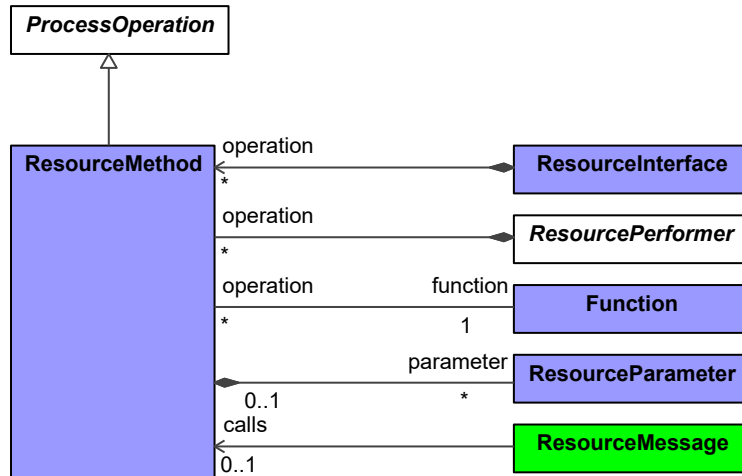 ProcessOperation
ResourceMethod
operation
*
ResourceInterface
operation
*
ResourcePerformer
operation
*
function
1
Function
parameter
0..1
*
ResourceParameter
calls
0..1
ResourceMessage